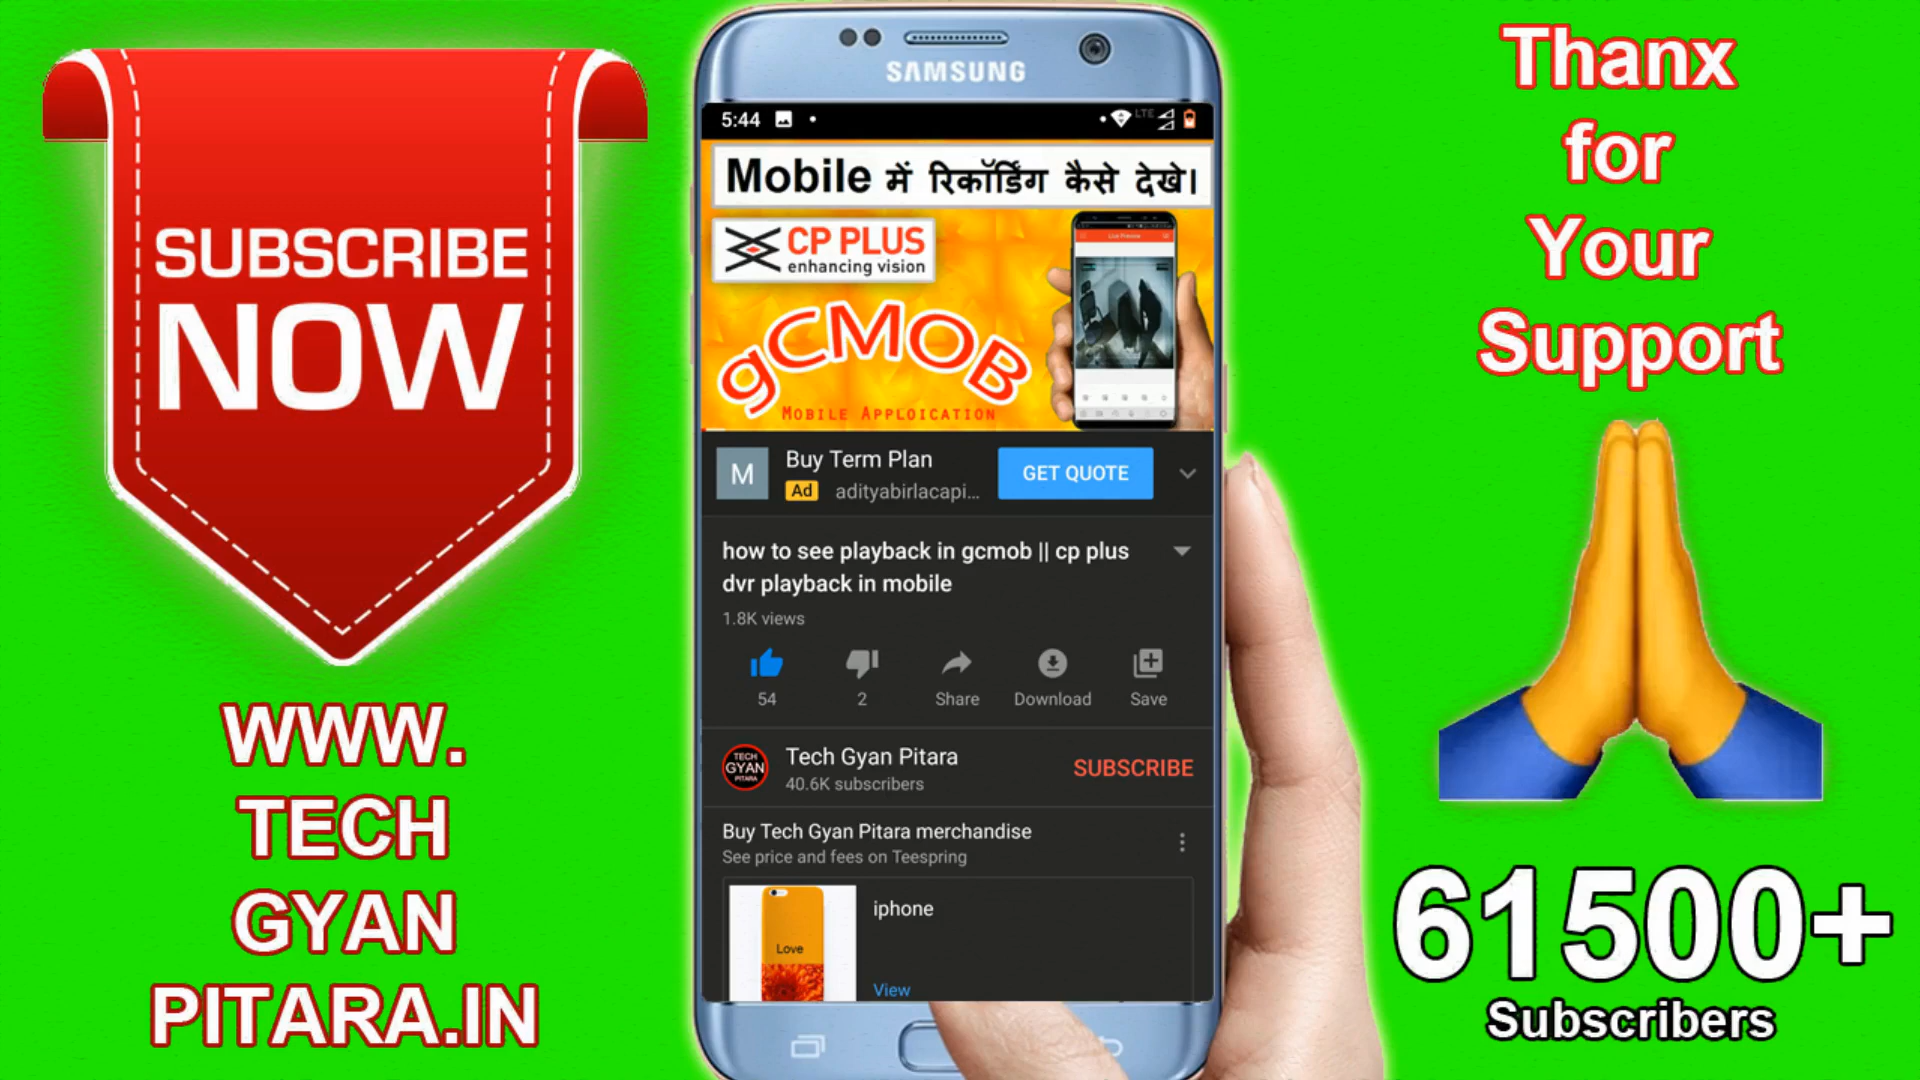 SUBSCRIBE
NOW
WWW.
TECH
GYAN
PITARA.IN
SAMSUNG
5:44
LTE
Mobile में रिकॉर्डिंग कैसे देखे।
CP PLUS
enhancing vision
gCMOB
Mobile Apploication
Live Preview
M
Buy Term Plan
Ad adityabirlacapi...
GET QUOTE
how to see playback in gcmob || cp plus
dvr playback in mobile
1.8K views
54
2
Share
Download
Save
TECH
GYAN
PITARA
Tech Gyan Pitara
40.6K subscribers
SUBSCRIBE
Buy Tech Gyan Pitara merchandise
See price and fees on Teespring
Love
iphone
View
Thanx
for
Your
Support
61500+
Subscribers